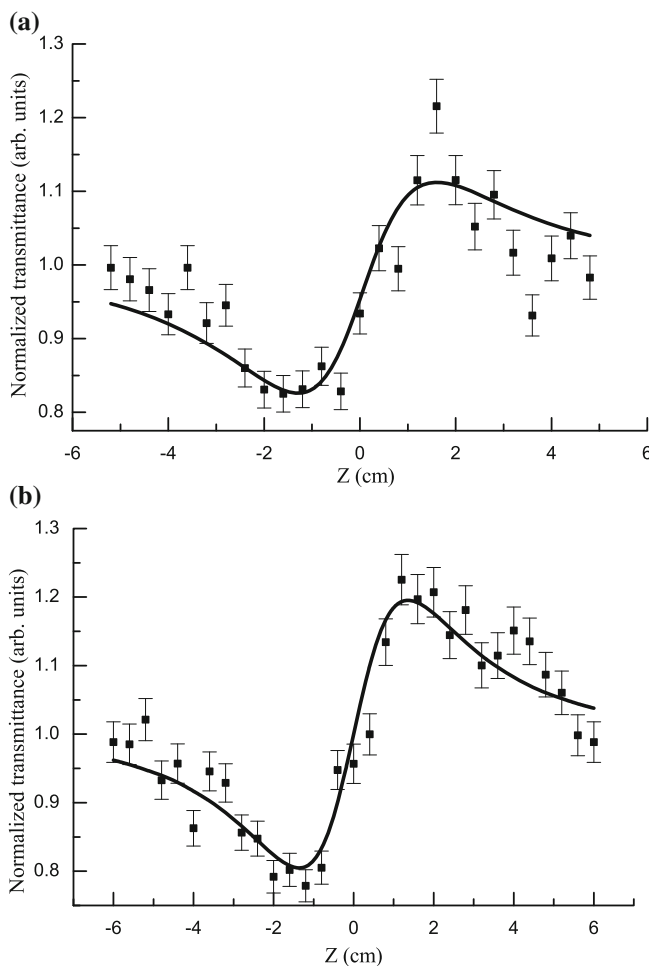 (a)
1.3
1.2
1.1
1.0
0.9
0.8
Normalized transmittance (arb. units)
-6 -4 -2 0 2 4 6
Z (cm)
(b)
1.3
1.2
1.1
1.0
0.9
0.8
Normalized transmittance (arb. units)
-6 -4 -2 0 2 4 6
Z (cm)